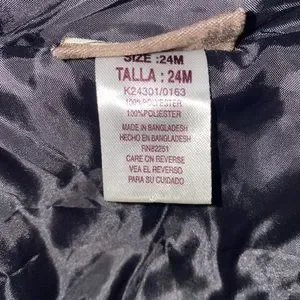 SIZE :24M
TALLA : 24M
K24301/0163
100%POLYESTER
100%POLIESTER
MADE IN BANGLADESH
HECHO EN BANGLADESH
RN82251
CARE ON REVERSE
VEA EL REVERSO
PARA SU CUIDADO